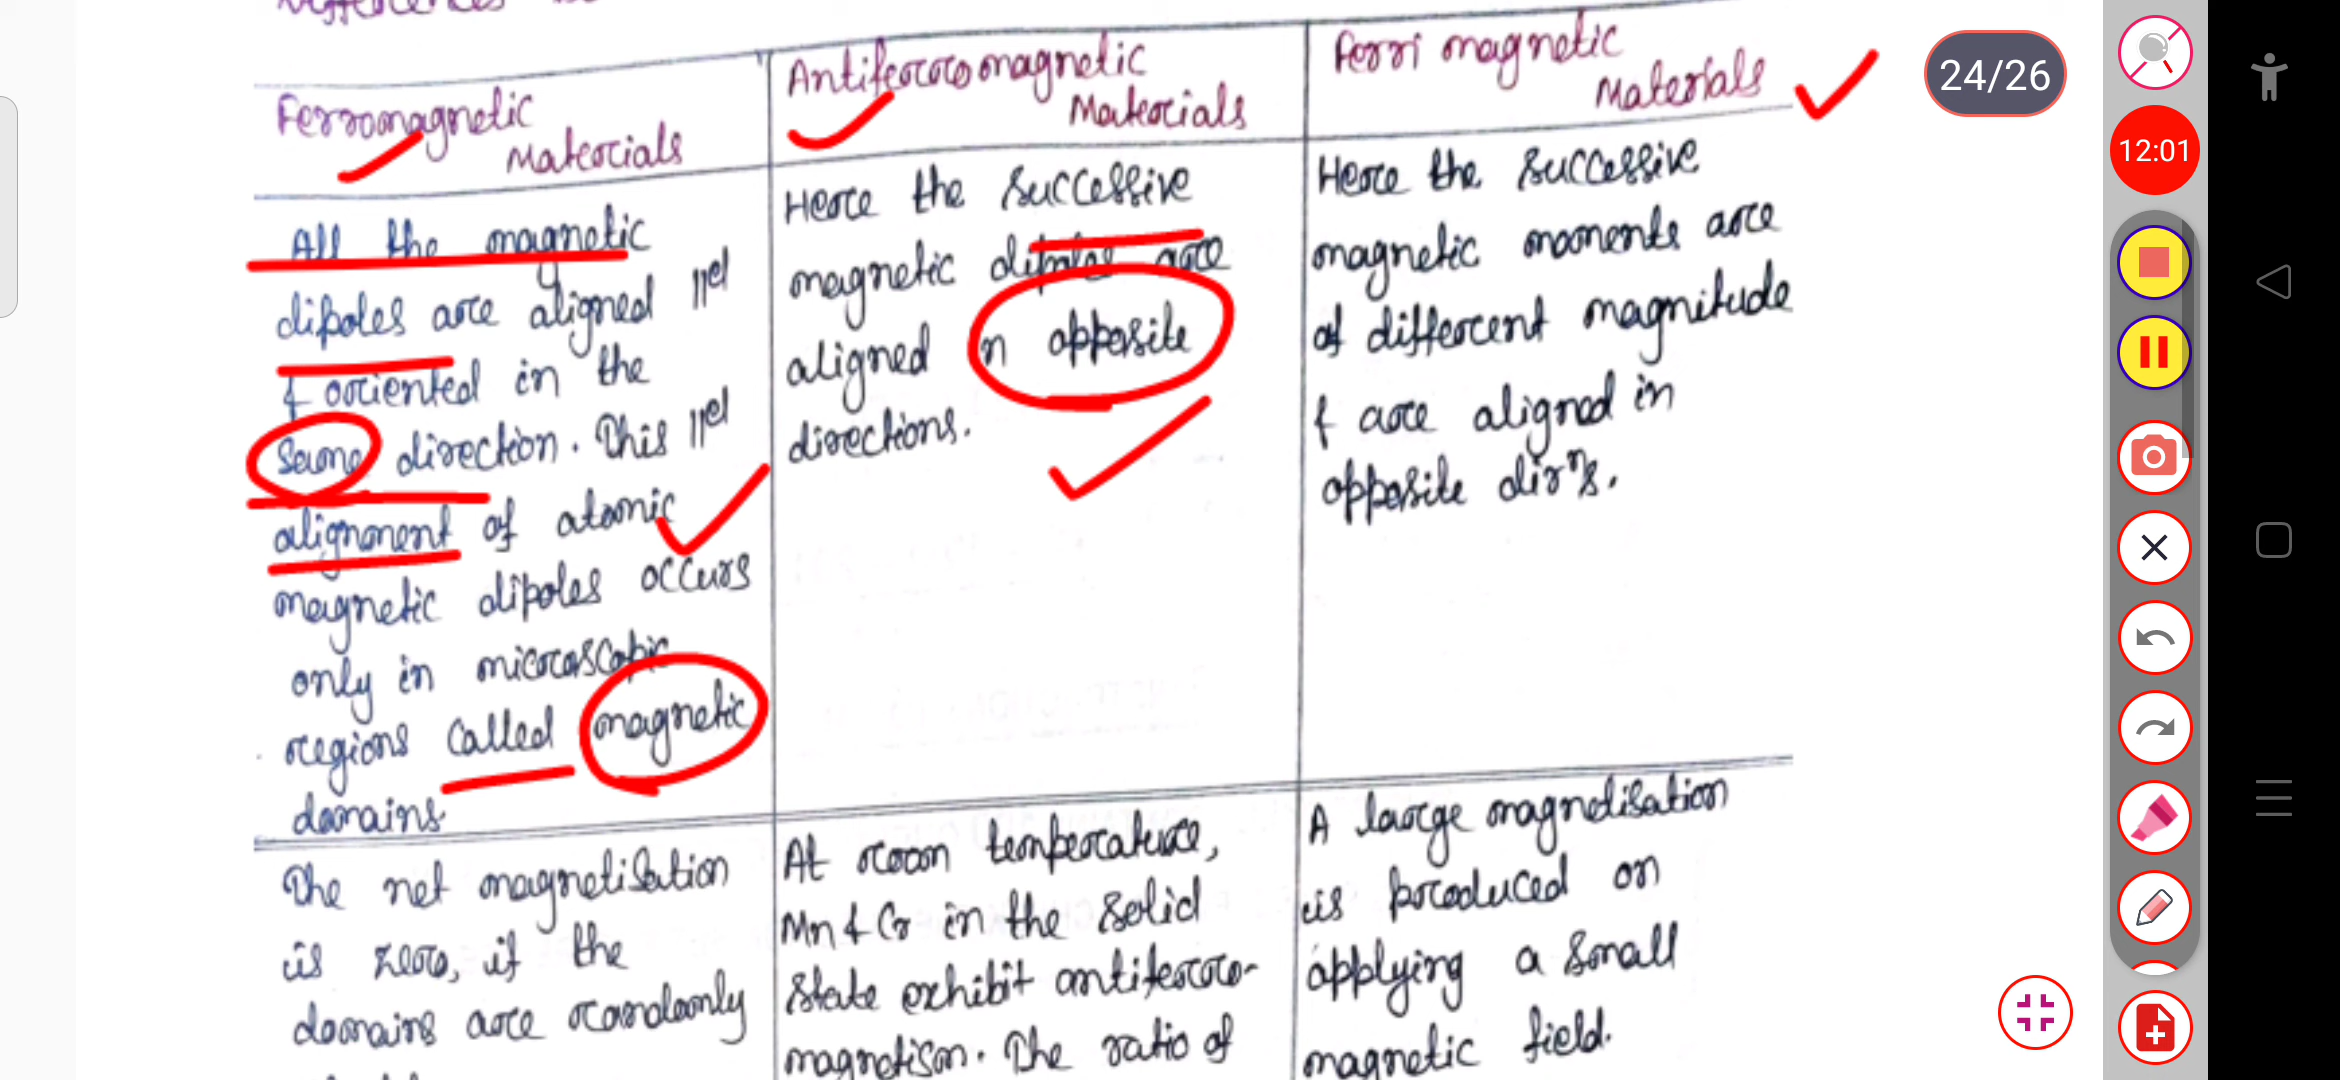 Ferromagnetic
Materials
All the magnetic
dipoles are aligned ||el
& oriented in the
same direction. This ||el
alignment of atomic
magnetic dipoles occurs
only in microscopic
regions called magnetic
domains.
The net magnetisation
is zero, if the
domains are randomly
Antiferromagnetic
Materials
Here the successive
magnetic dipoles are
aligned in opposite
directions.
At room temperature,
Mn & Cr in the solid
state exhibit antiferro-
magnetism. The ratio of
Ferri magnetic
Materials
Here the successive
magnetic moments are
of different magnitude
& are aligned in
opposite dirns.
A large magnetisation
is produced on
applying a small
magnetic field.
24/26
12:01